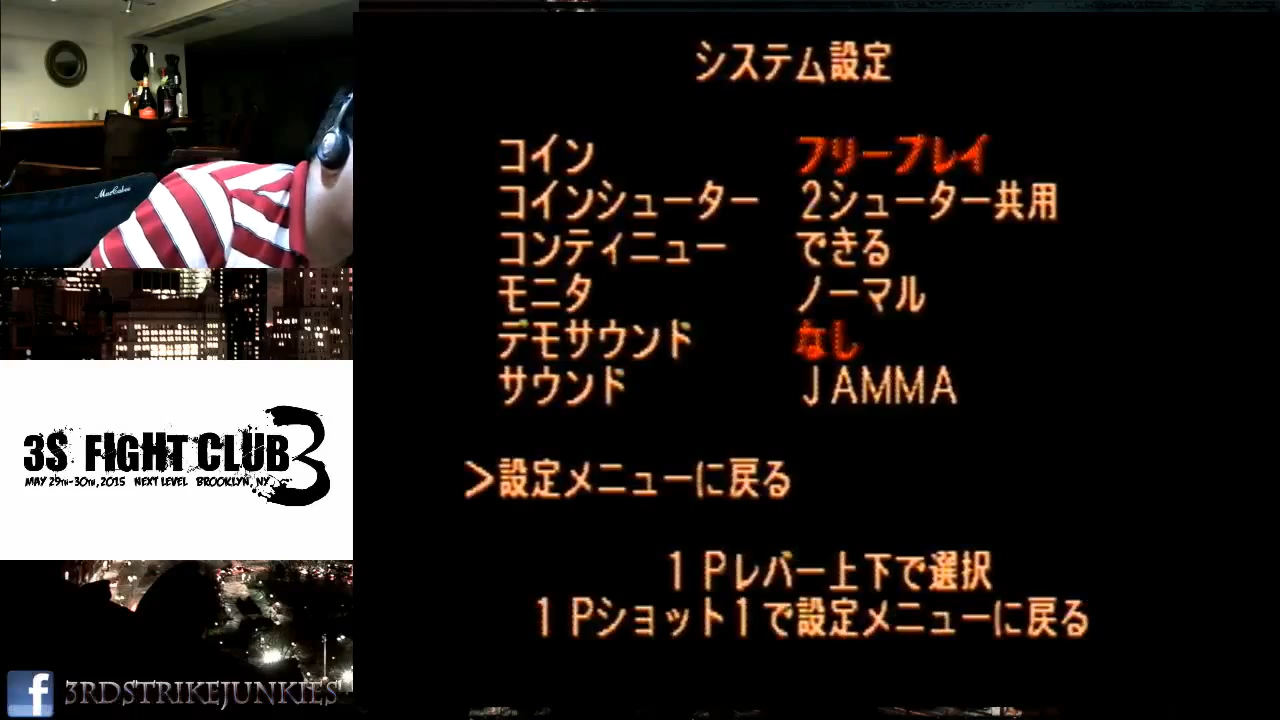 システム設定
コイン フリープレイ
コインシューター 2シューター共用
コンティニュー できる
モニタ ノーマル
デモサウンド なし
サウンド JAMMA
>設定メニューに戻る
1Pレバー上下で選択
1Pショット1で設定メニューに戻る
MarCabou
3S FIGHT CLUB 3
MAY 29TH-30TH, 2015 NEXT LEVEL BROOKLYN, NY
f 3RDSTRIKEJUNKIES